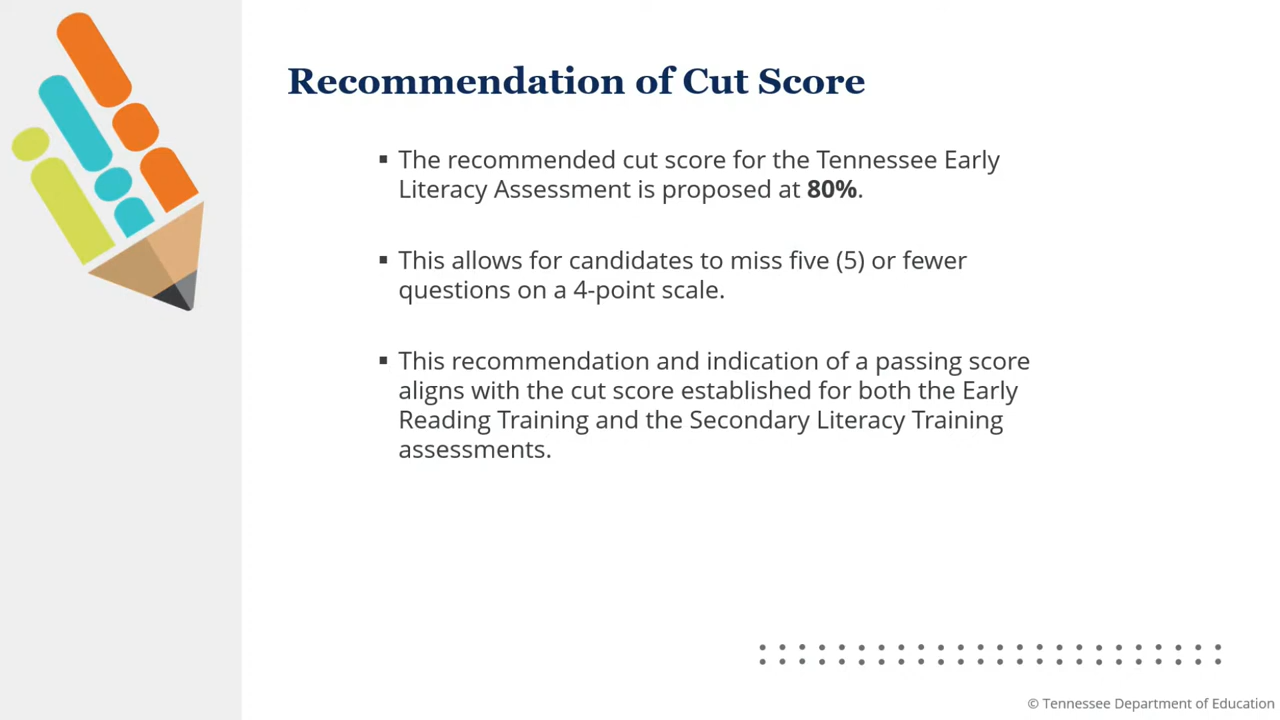 Recommendation of Cut Score
▪ The recommended cut score for the Tennessee Early
Literacy Assessment is proposed at 80%.
▪ This allows for candidates to miss five (5) or fewer
questions on a 4-point scale.
▪ This recommendation and indication of a passing score
aligns with the cut score established for both the Early
Reading Training and the Secondary Literacy Training
assessments.
© Tennessee Department of Education